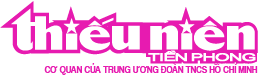 thiếu niên
TIỀN PHONG
CƠ QUAN CỦA TRUNG ƯƠNG ĐOÀN TNCS HỒ CHÍ MINH